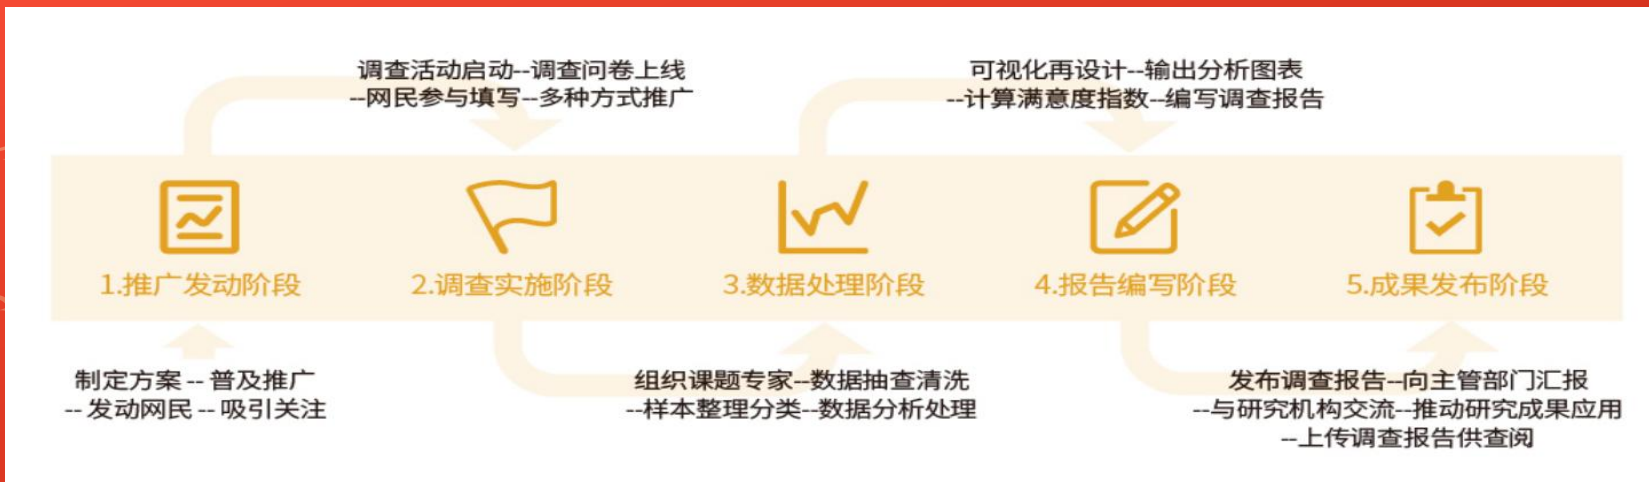 调查活动启动--调查问卷上线
--网民参与填写--多种方式推广
可视化再设计--输出分析图表
--计算满意度指数--编写调查报告
1.推广发动阶段
2.调查实施阶段
3.数据处理阶段
4.报告编写阶段
5.成果发布阶段
制定方案 -- 普及推广
-- 发动网民 -- 吸引关注
组织课题专家--数据抽查清洗
--样本整理分类--数据分析处理
发布调查报告--向主管部门汇报
--与研究机构交流--推动研究成果应用
--上传调查报告供查阅